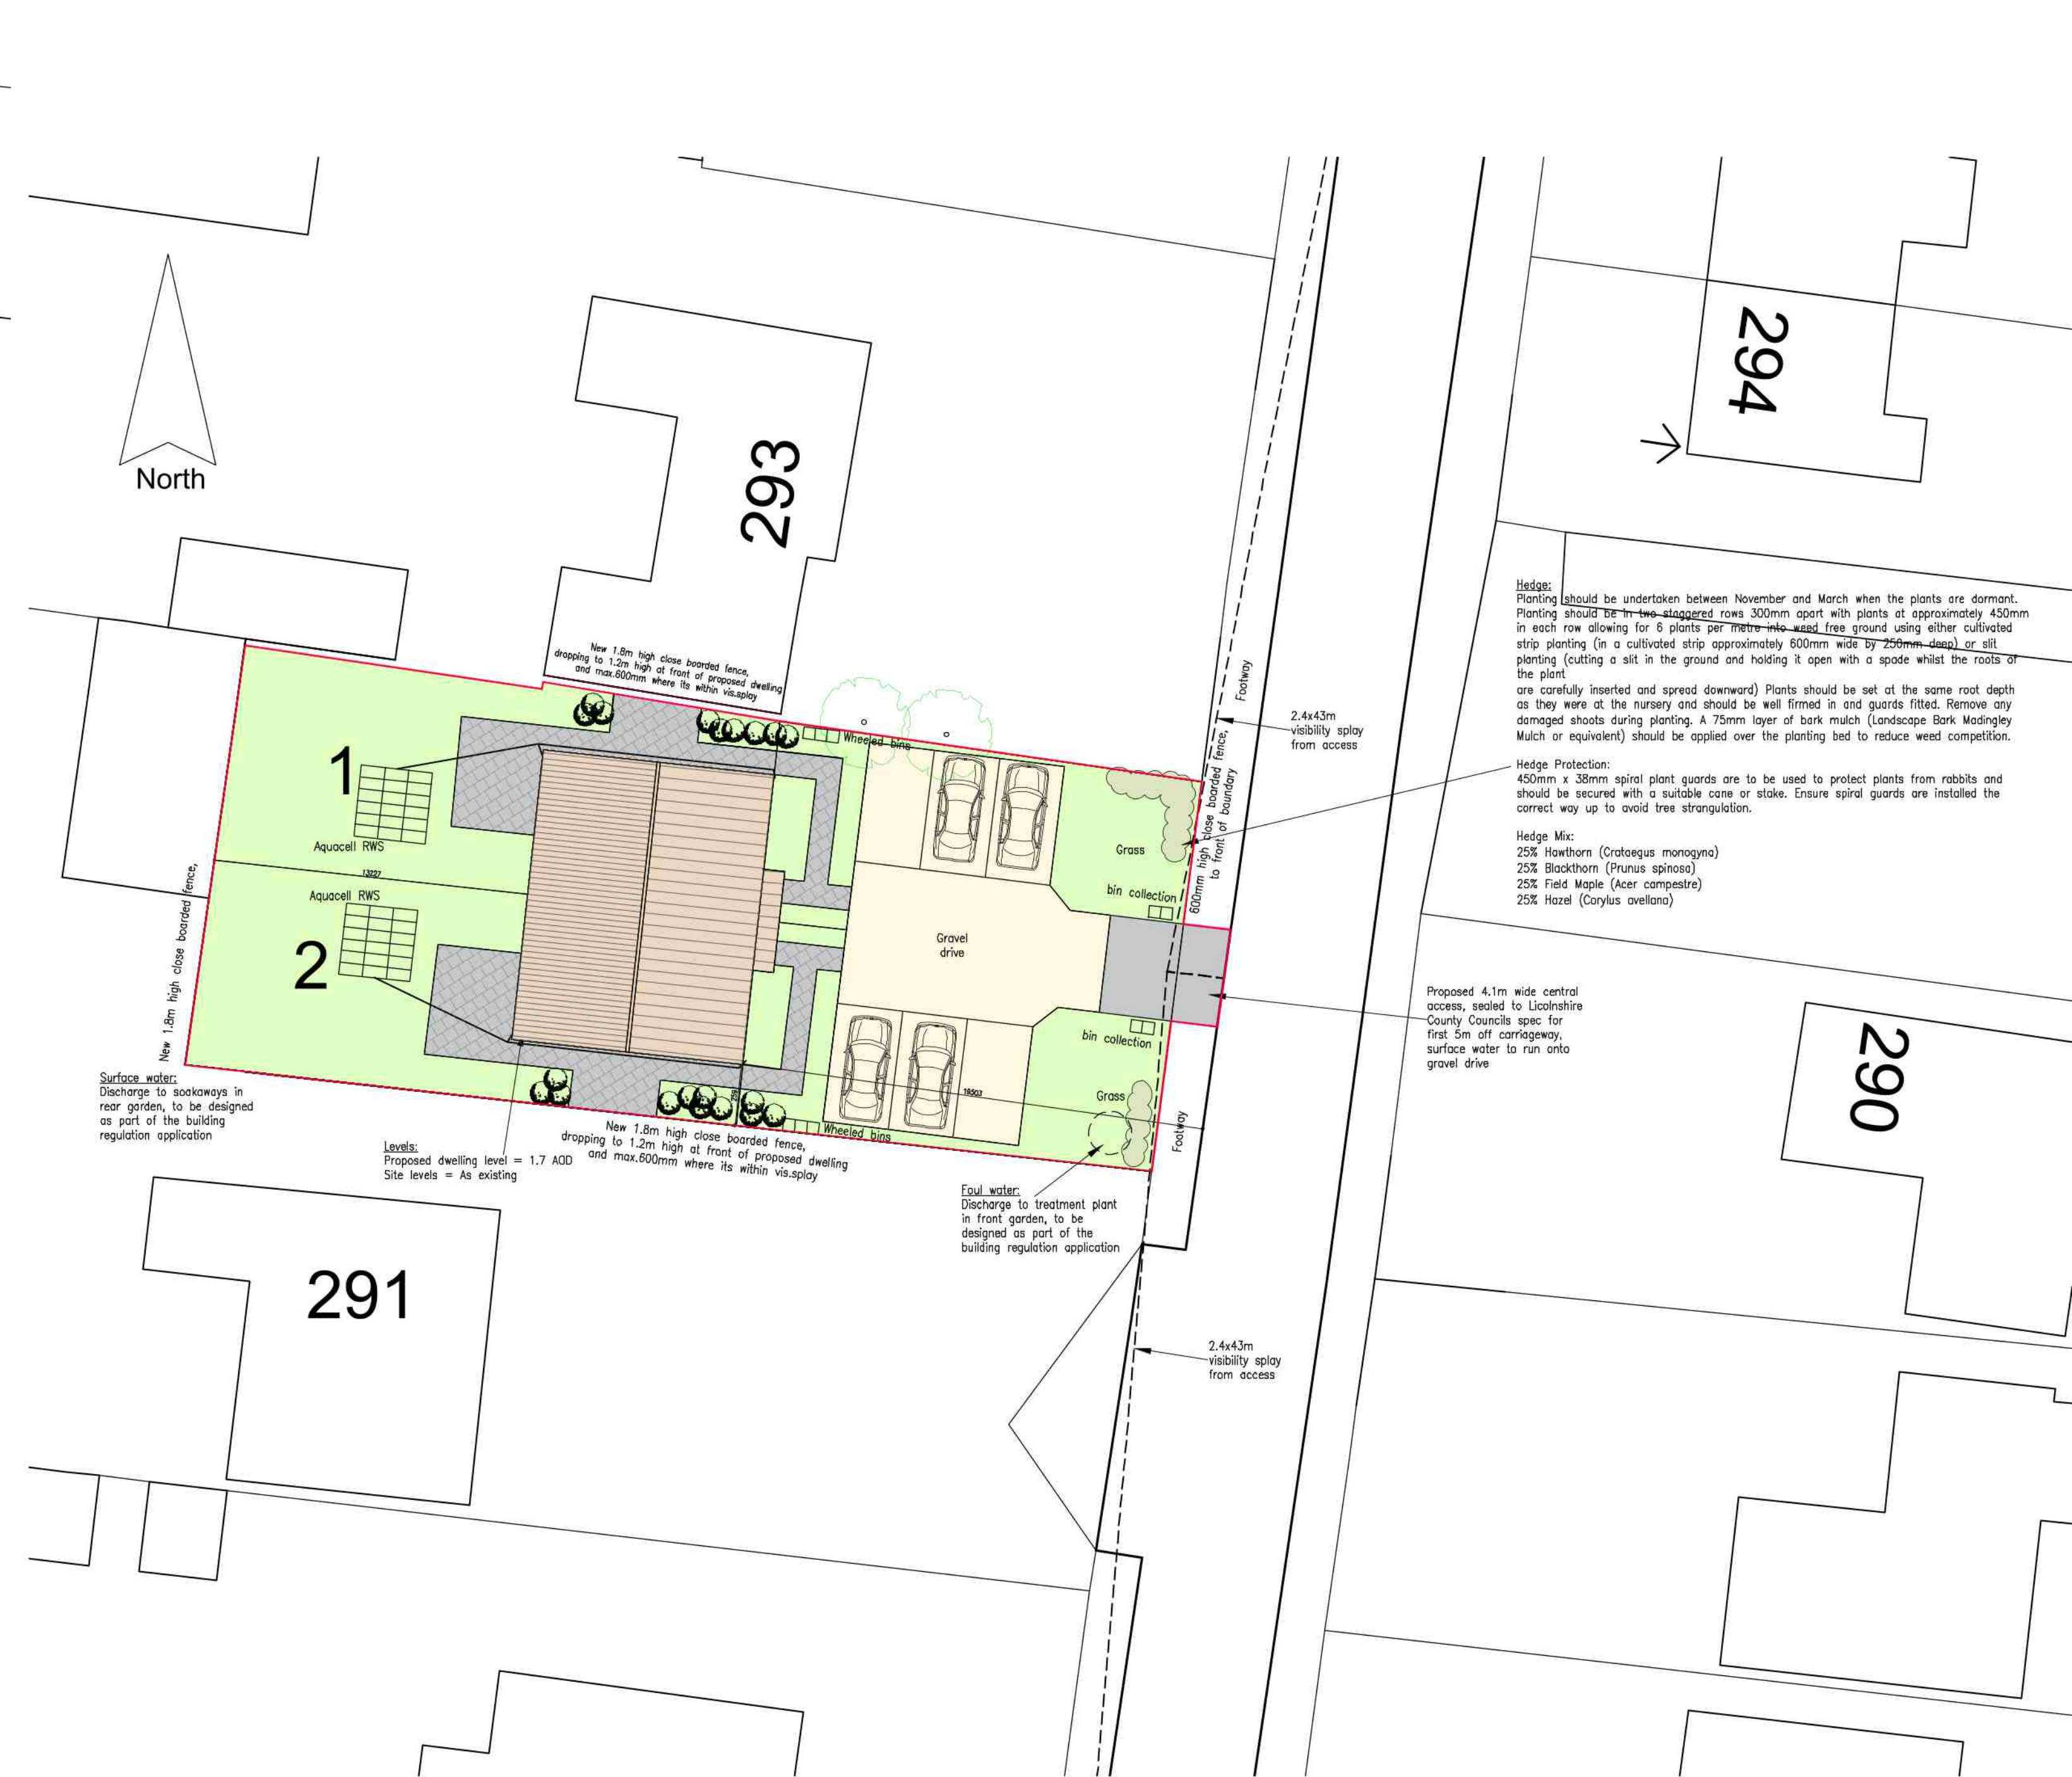 294
North
293
Hedge:
Planting should be undertaken between November and March when the plants are dormant.
Planting should be in two staggered rows 300mm apart with plants at approximately 450mm
in each row allowing for 6 plants per metre into weed free ground using either cultivated
strip planting (in a cultivated strip approximately 600mm wide by 250mm deep) or slit
planting (cutting a slit in the ground and holding it open with a spade whilst the roots of
the plant
are carefully inserted and spread downward) Plants should be set at the same root depth
as they were at the nursery and should be well firmed in and guards fitted. Remove any
damaged shoots during planting. A 75mm layer of bark mulch (Landscape Bark Madingley
Mulch or equivalent) should be applied over the planting bed to reduce weed competition.
Hedge Protection:
450mm x 38mm spiral plant guards are to be used to protect plants from rabbits and
should be secured with a suitable cane or stake. Ensure spiral guards are installed the
correct way up to avoid tree strangulation.
Hedge Mix:
25% Hawthorn (Crataegus monogyna)
25% Blackthorn (Prunus spinosa)
25% Field Maple (Acer campestre)
25% Hazel (Corylus avellana)
New 1.8m high close boarded fence,
dropping to 1.2m high at front of proposed dwelling
and max.600mm where its within vis.splay
Footway
2.4x43m
visibility splay
from access
Wheeled bins
600mm high close boarded fence,
to front of boundary
1
Aquacell RWS
13227
Aquacell RWS
2
Grass
bin collection
Gravel
drive
New 1.8m high close boarded fence,
Proposed 4.1m wide central
access, sealed to Licolnshire
County Councils spec for
first 5m off carriageway,
surface water to run onto
gravel drive
290
bin collection
Grass
Footway
Surface water:
Discharge to soakaways in
rear garden, to be designed
as part of the building
regulation application
Wheeled bins
New 1.8m high close boarded fence,
dropping to 1.2m high at front of proposed dwelling
and max.600mm where its within vis.splay
Levels:
Proposed dwelling level = 1.7 AOD
Site levels = As existing
Foul water:
Discharge to treatment plant
in front garden, to be
designed as part of the
building regulation application
291
2.4x43m
visibility splay
from access